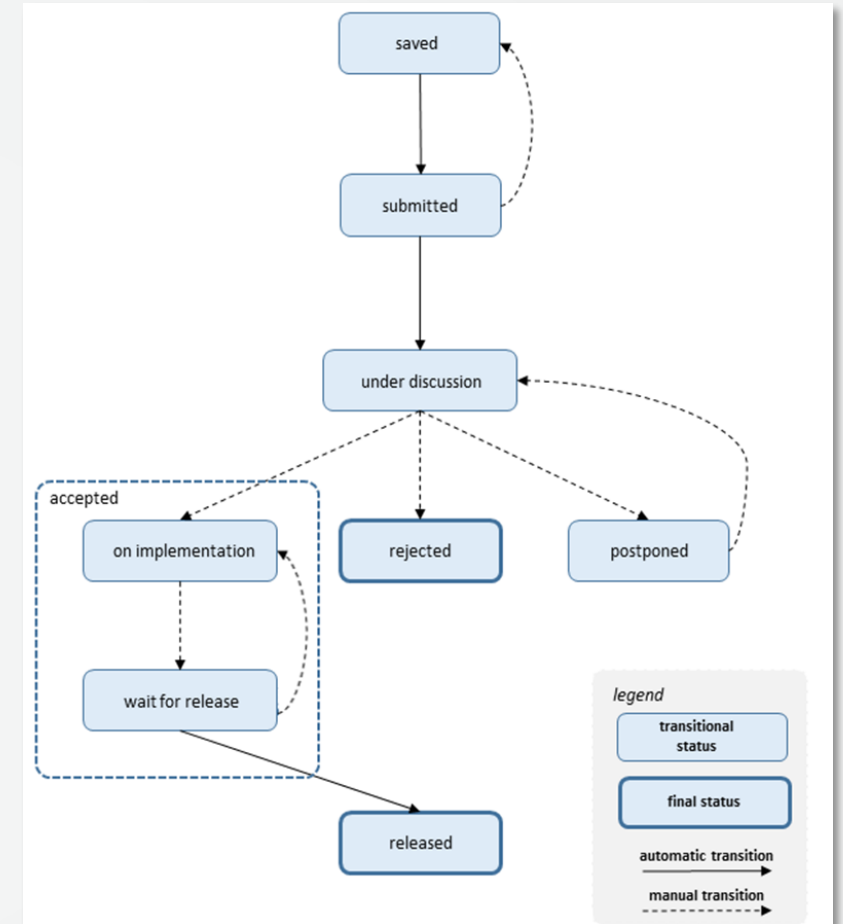 saved
submitted
under discussion
accepted
on implementation
rejected
postponed
wait for release
released
legend
transitional
status
final status
automatic transition
manual transition